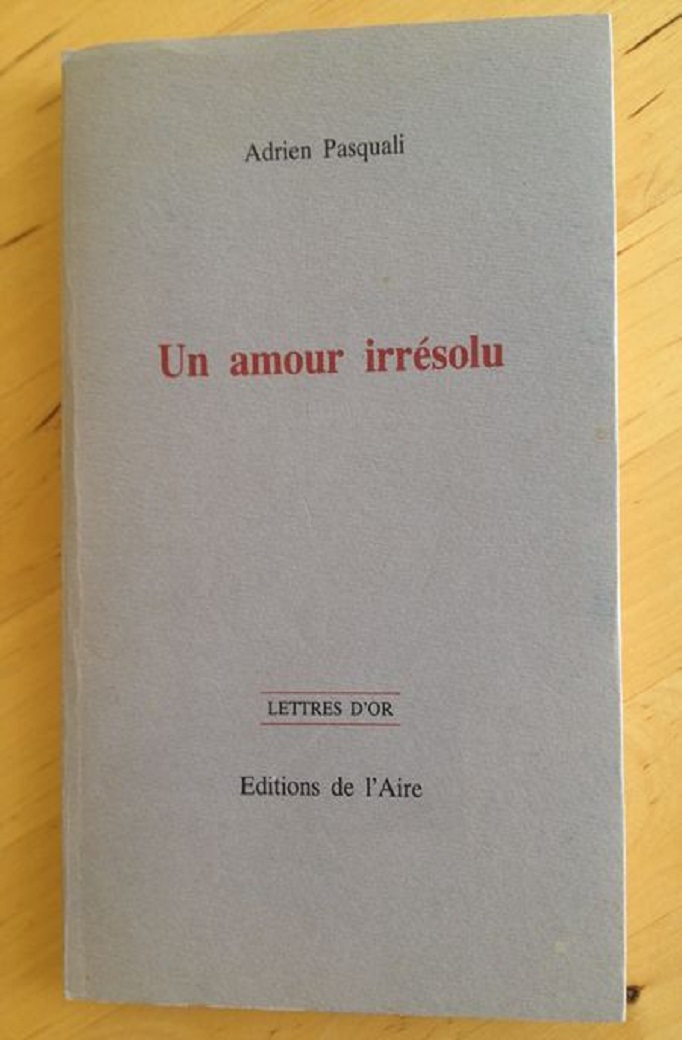 Adrien Pasquali
Un amour irrésolu
LETTRES D'OR
Editions de l'Aire